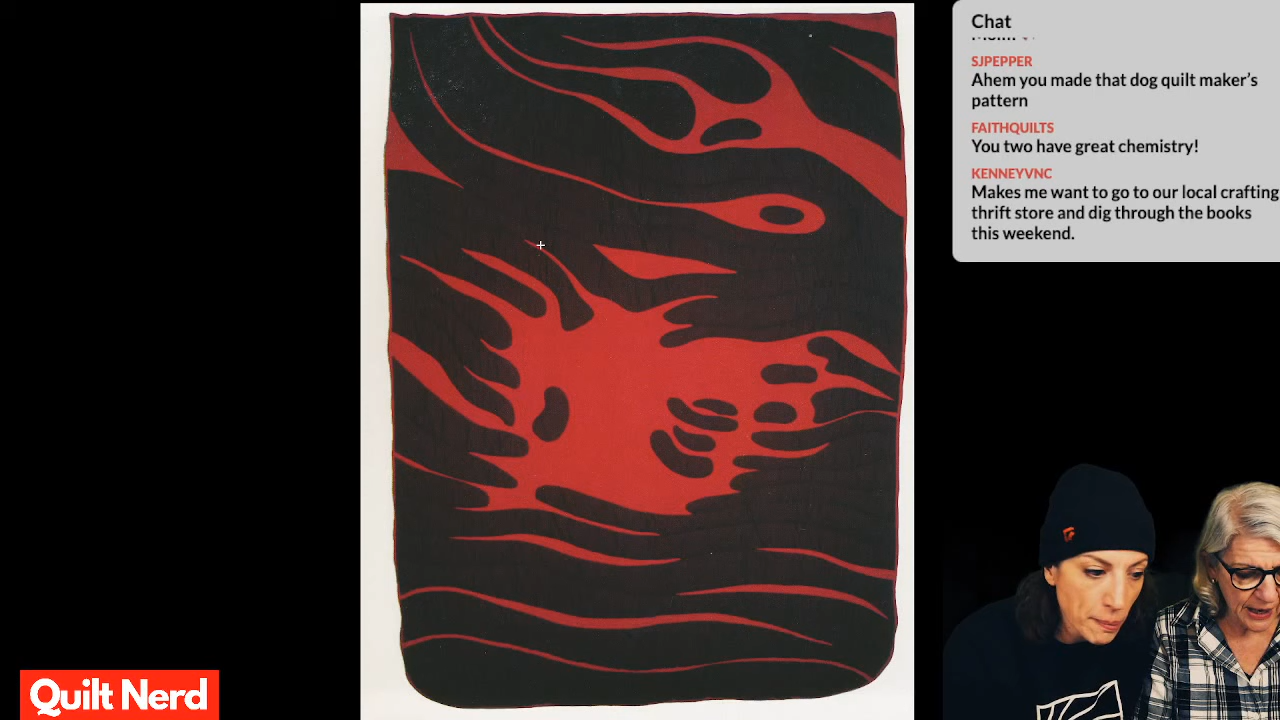 Chat
SJPEPPER
Ahem you made that dog quilt maker's
pattern
FAITHQUILTS
You two have great chemistry!
KENNEYVNC
Makes me want to go to our local crafting
thrift store and dig through the books
this weekend.
Quilt Nerd